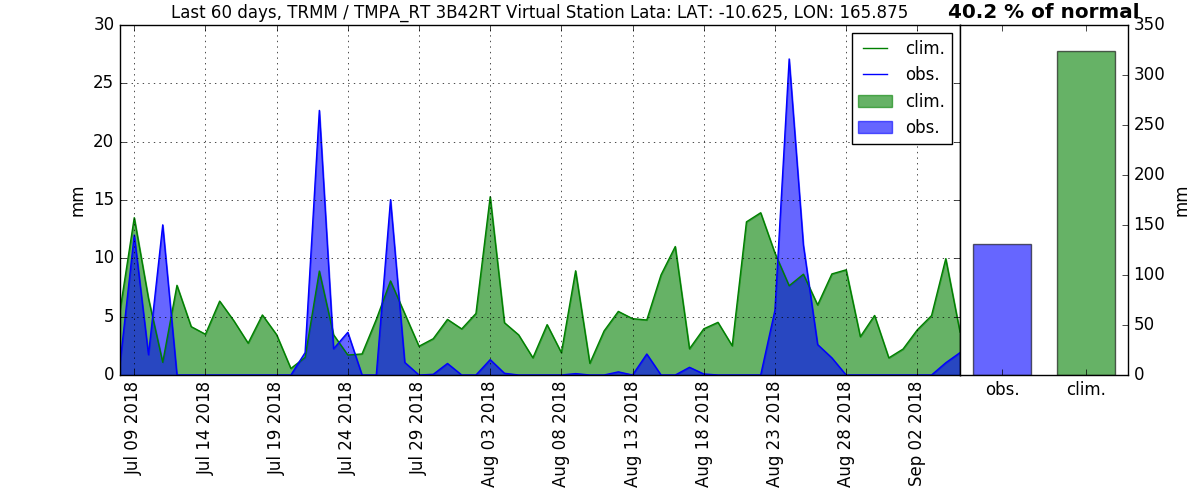 Last 60 days, TRMM / TMPA_RT 3B42RT Virtual Station Lata: LAT: -10.625, LON: 165.875
40.2 % of normal
30
25
20
15
10
5
0
mm
clim.
obs.
clim.
obs.
Jul 09 2018
Jul 14 2018
Jul 19 2018
Jul 24 2018
Jul 29 2018
Aug 03 2018
Aug 08 2018
Aug 13 2018
Aug 18 2018
Aug 23 2018
Aug 28 2018
Sep 02 2018
350
300
250
200
150
100
50
0
mm
obs.
clim.